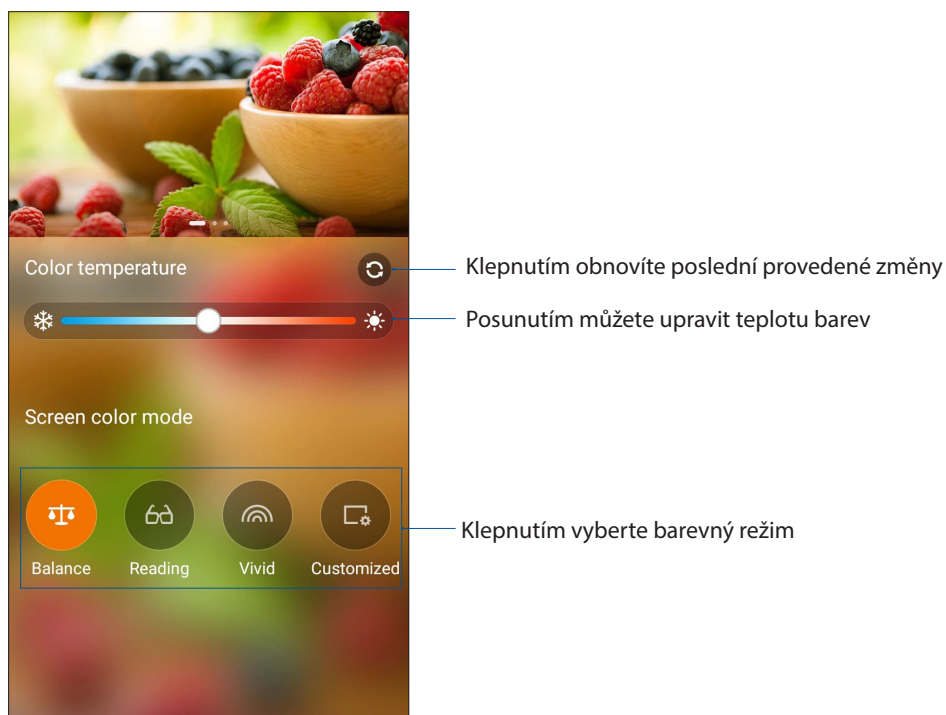 Color temperature
Klepnutím obnovíte poslední provedené změny
Posunutím můžete upravit teplotu barev
Screen color mode
Klepnutím vyberte barevný režim
Balance Reading Vivid Customized